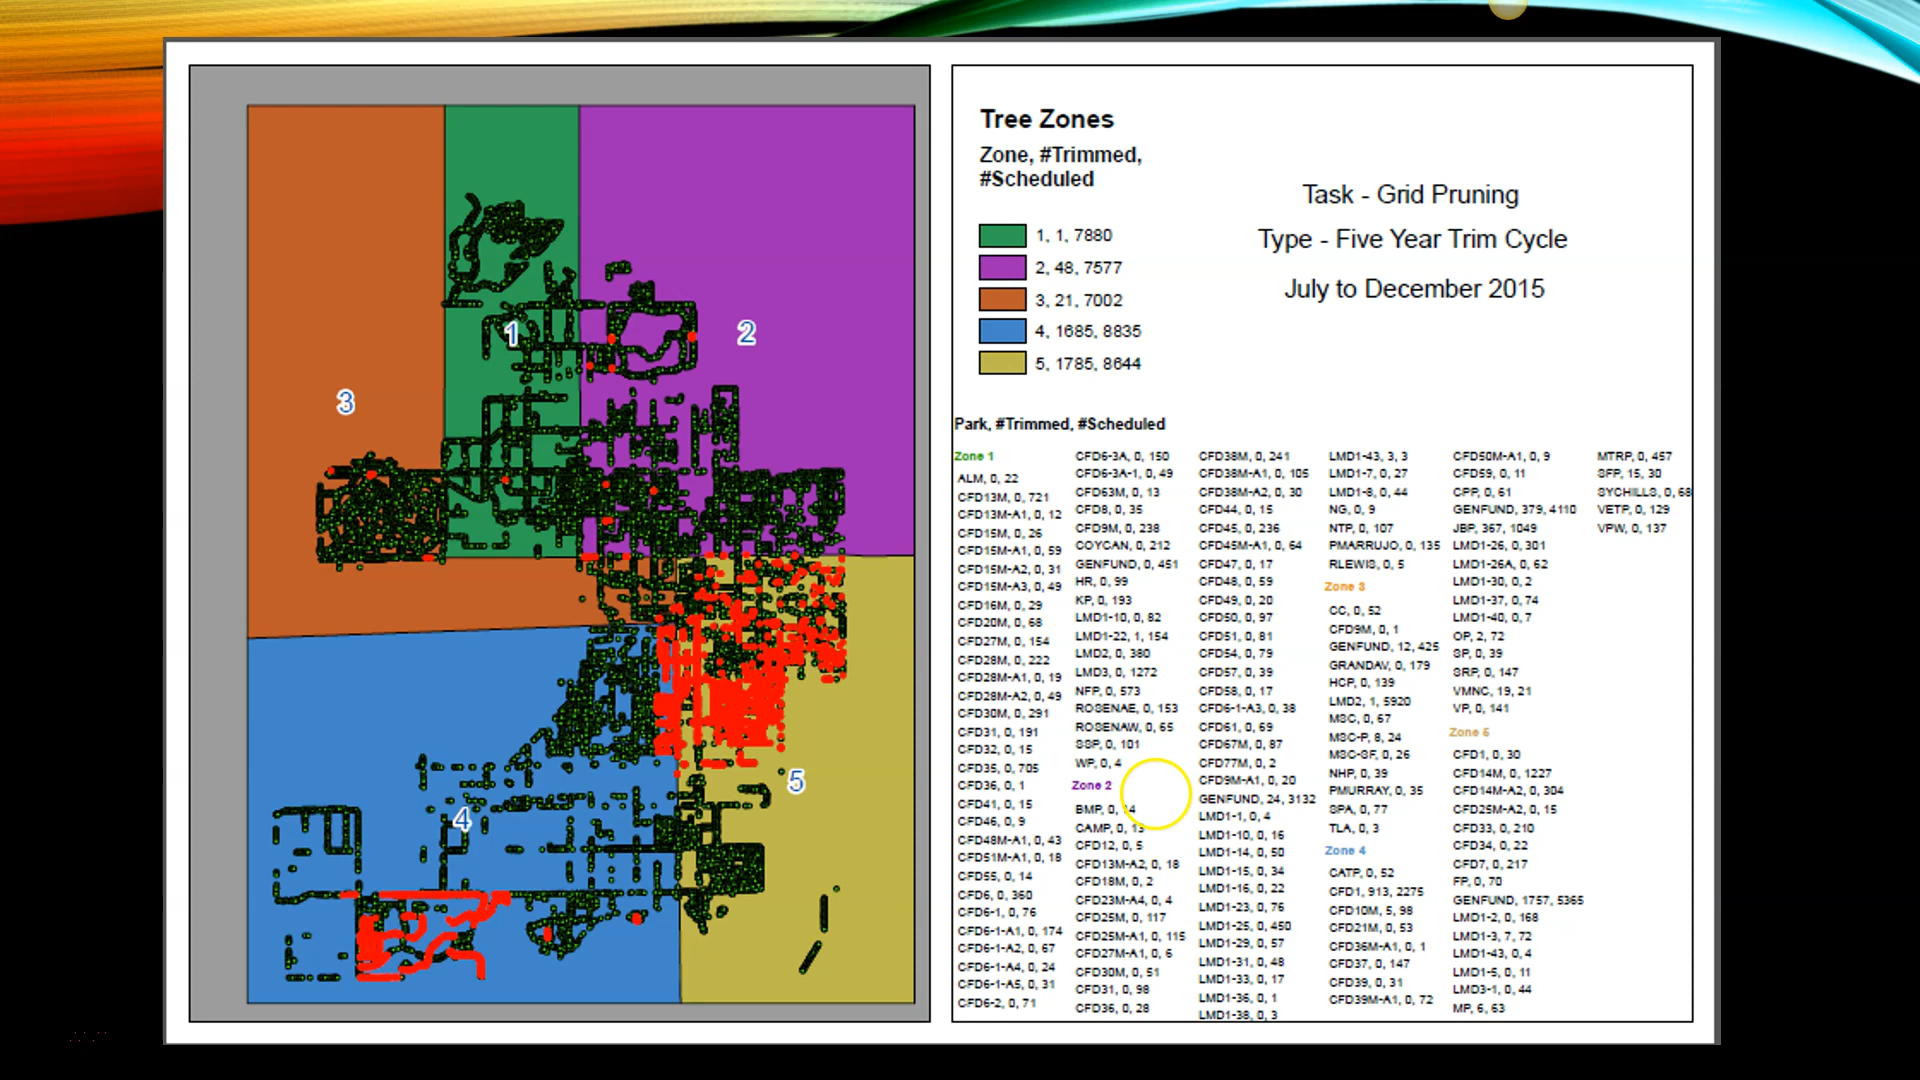 1
2
3
4
5
Tree Zones
Zone, #Trimmed,
#Scheduled
1, 1, 7880
2, 48, 7577
3, 21, 7002
4, 1685, 8835
5, 1785, 8644
Task - Grid Pruning
Type - Five Year Trim Cycle
July to December 2015
Park, #Trimmed, #Scheduled
Zone 1
ALM, 0, 22
CFD13M, 0, 721
CFD13M-A1, 0, 12
CFD15M, 0, 26
CFD15M-A1, 0, 59
CFD15M-A2, 0, 31
CFD15M-A3, 0, 49
CFD16M, 0, 29
CFD20M, 0, 68
CFD27M, 0, 154
CFD28M, 0, 222
CFD28M-A1, 0, 19
CFD28M-A2, 0, 49
CFD30M, 0, 291
CFD31, 0, 191
CFD32, 0, 15
CFD35, 0, 705
CFD36, 0, 1
CFD41, 0, 15
CFD46, 0, 9
CFD48M-A1, 0, 43
CFD51M-A1, 0, 18
CFD55, 0, 14
CFD6, 0, 360
CFD6-1, 0, 76
CFD6-1-A1, 0, 174
CFD6-1-A2, 0, 67
CFD6-1-A4, 0, 24
CFD6-1-A5, 0, 31
CFD6-2, 0, 71
CFD6-3A, 0, 150
CFD6-3A-1, 0, 49
CFD63M, 0, 13
CFD8, 0, 35
CFD9M, 0, 238
COYCAN, 0, 212
GENFUND, 0, 451
HR, 0, 99
KP, 0, 193
LMD1-10, 0, 82
LMD1-22, 1, 154
LMD2, 0, 380
LMD3, 0, 1272
NFP, 0, 573
ROSENAE, 0, 153
ROSENAW, 0, 65
SSP, 0, 101
WP, 0, 4
Zone 2
BMP, 0, 14
CAMP, 0, 13
CFD12, 0, 5
CFD13M-A2, 0, 18
CFD18M, 0, 2
CFD23M-A4, 0, 4
CFD25M, 0, 117
CFD25M-A1, 0, 115
CFD27M-A1, 0, 6
CFD30M, 0, 51
CFD31, 0, 98
CFD36, 0, 28
CFD38M, 0, 241
CFD38M-A1, 0, 105
CFD38M-A2, 0, 30
CFD44, 0, 15
CFD45, 0, 236
CFD45M-A1, 0, 64
CFD47, 0, 17
CFD48, 0, 59
CFD49, 0, 20
CFD50, 0, 97
CFD51, 0, 81
CFD54, 0, 79
CFD57, 0, 39
CFD58, 0, 17
CFD6-1-A3, 0, 38
CFD61, 0, 69
CFD67M, 0, 87
CFD77M, 0, 2
CFD9M-A1, 0, 20
GENFUND, 24, 3132
LMD1-1, 0, 4
LMD1-10, 0, 16
LMD1-14, 0, 50
LMD1-15, 0, 34
LMD1-16, 0, 22
LMD1-23, 0, 76
LMD1-25, 0, 450
LMD1-29, 0, 57
LMD1-31, 0, 48
LMD1-33, 0, 17
LMD1-36, 0, 1
LMD1-38, 0, 3
LMD1-43, 3, 3
LMD1-7, 0, 27
LMD1-8, 0, 44
NG, 0, 9
NTP, 0, 107
PMARRUJO, 0, 135
RLEWIS, 0, 5
Zone 3
CC, 0, 52
CFD9M, 0, 1
GENFUND, 12, 425
GRANDAV, 0, 179
HCP, 0, 139
LMD2, 1, 5920
MSC, 0, 67
MSC-P, 8, 24
MSC-SF, 0, 26
NHP, 0, 39
PMURRAY, 0, 35
SPA, 0, 77
TLA, 0, 3
Zone 4
CATP, 0, 52
CFD1, 913, 2275
CFD10M, 5, 98
CFD21M, 0, 53
CFD36M-A1, 0, 1
CFD37, 0, 147
CFD39, 0, 31
CFD39M-A1, 0, 72
CFD50M-A1, 0, 9
CFD59, 0, 11
CPP, 0, 61
GENFUND, 379, 4110
JBP, 367, 1049
LMD1-26, 0, 301
LMD1-26A, 0, 62
LMD1-30, 0, 2
LMD1-37, 0, 74
LMD1-40, 0, 7
OP, 2, 72
SP, 0, 39
SRP, 0, 147
VMNC, 19, 21
VP, 0, 141
Zone 5
CFD1, 0, 30
CFD14M, 0, 1227
CFD14M-A2, 0, 304
CFD25M-A2, 0, 15
CFD33, 0, 210
CFD34, 0, 22
CFD7, 0, 217
FP, 0, 70
GENFUND, 1757, 5365
LMD1-2, 0, 168
LMD1-3, 7, 72
LMD1-43, 0, 4
LMD1-5, 0, 11
LMD3-1, 0, 44
MP, 6, 63
MTRP, 0, 457
SFP, 15, 30
SYCHILLS, 0, 68
VETP, 0, 129
VPW, 0, 137